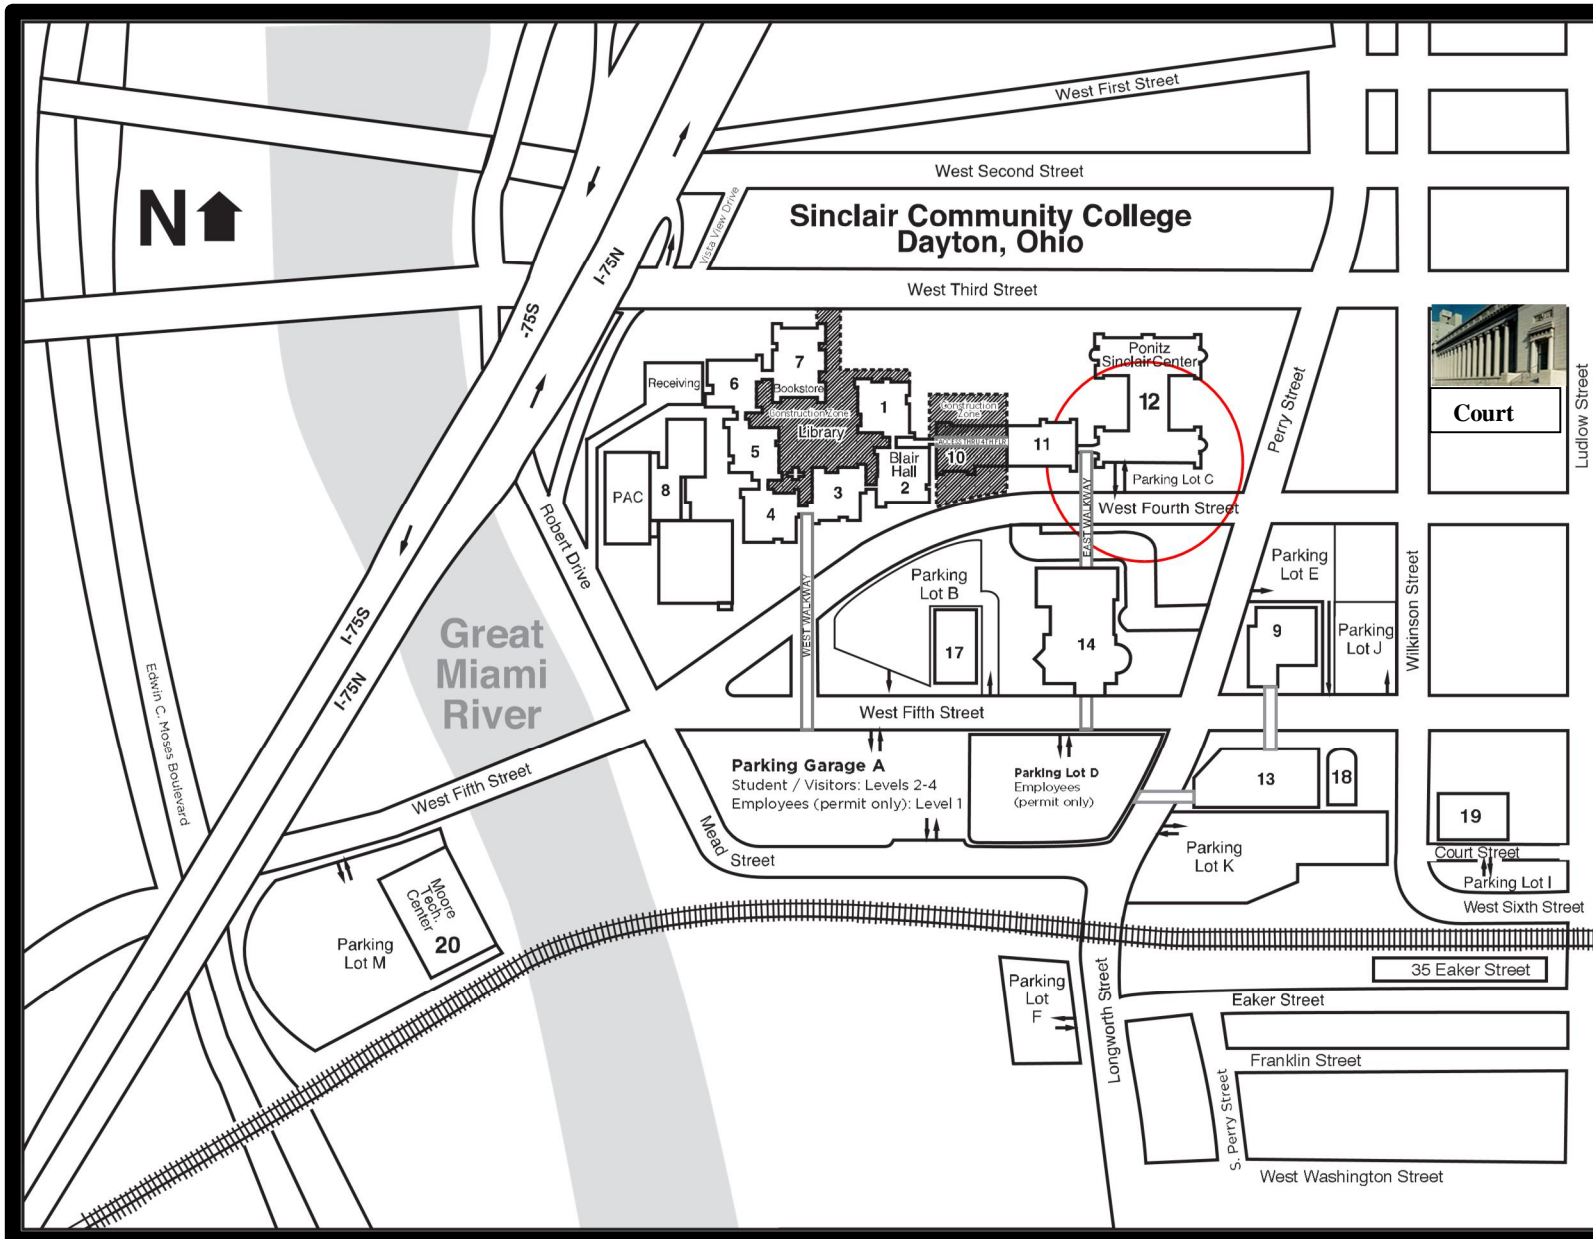 West First Street
West Second Street
N
Vista View Drive
Sinclair Community College
Dayton, Ohio
I-75N
West Third Street
-75S
Ludlow Street
Court
Perry Street
Ponitz
Sinclair Center
12
7
Bookstore
6
Receiving
1
Construction Zone
Library
Construction
Zone
ACCESS THRU 4TH FLR
10
11
5
Blair
Hall
2
PAC
8
3
4
Parking Lot C
West Fourth Street
EAST WALKWAY
Robert Drive
WEST WALKWAY
Parking
Lot B
17
14
Parking
Lot E
9
Parking
Lot J
Wilkinson Street
I-75S
I-75N
Great
Miami
River
Edwin C. Moses Boulevard
West Fifth Street
West Fifth Street
Parking Garage A
Student / Visitors: Levels 2-4
Employees (permit only): Level 1
Parking Lot D
Employees
(permit only)
13
18
19
Mead Street
Parking
Lot K
Court Street
Parking Lot I
West Sixth Street
Moore
Tech.
Center
20
Parking
Lot M
35 Eaker Street
Parking
Lot
F
Longworth Street
Eaker Street
Franklin Street
S. Perry Street
West Washington Street